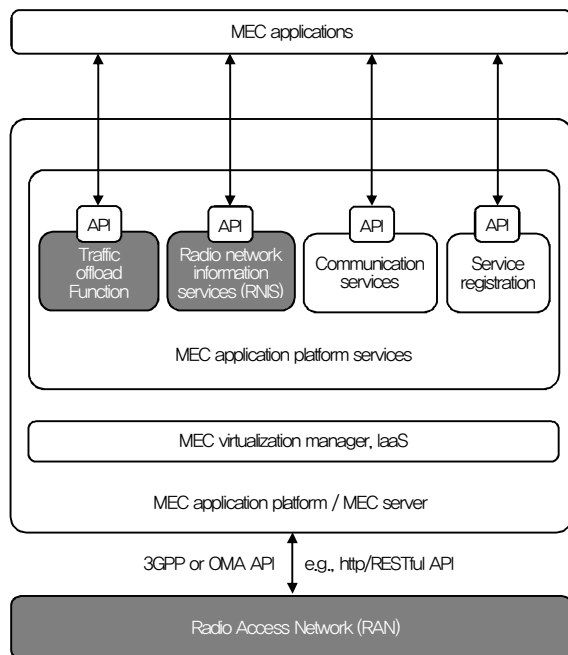 MEC applications
API
API
API
API
Traffic
offload
Function
Radio network
information
services (RNIS)
Communication
services
Service
registration
MEC application platform services
MEC virtualization manager, IaaS
MEC application platform / MEC server
3GPP or OMA API
e.g., http/RESTful API
Radio Access Network (RAN)